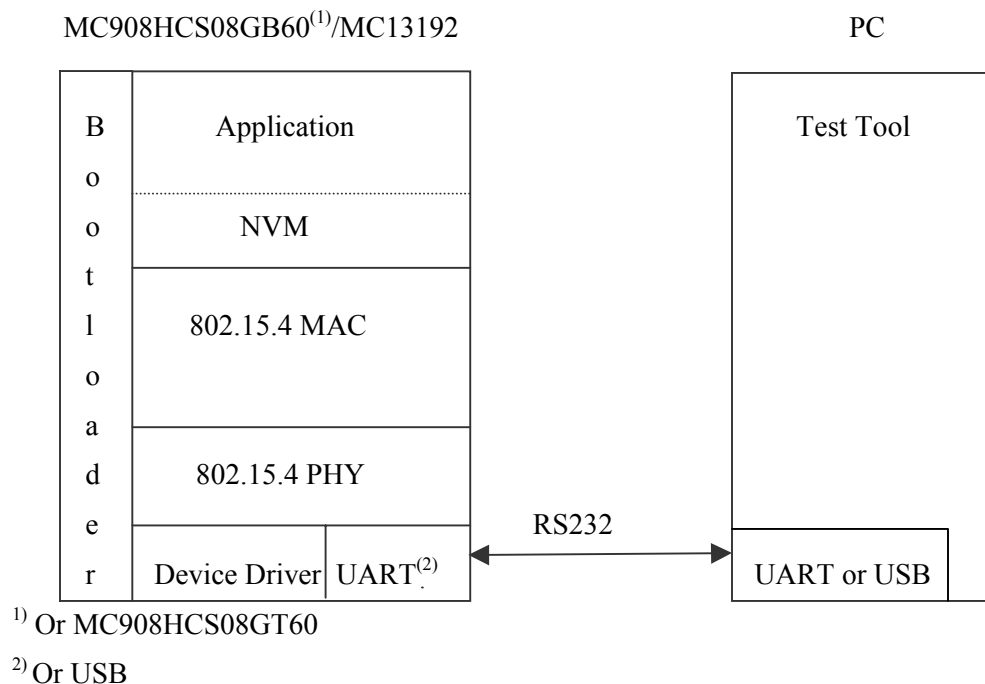 MC908HCS08GB60(1)/MC13192
PC
Bootloader
Application
NVM
802.15.4 MAC
802.15.4 PHY
Device Driver
UART(2)
RS232
Test Tool
UART or USB
1) Or MC908HCS08GT60
2) Or USB